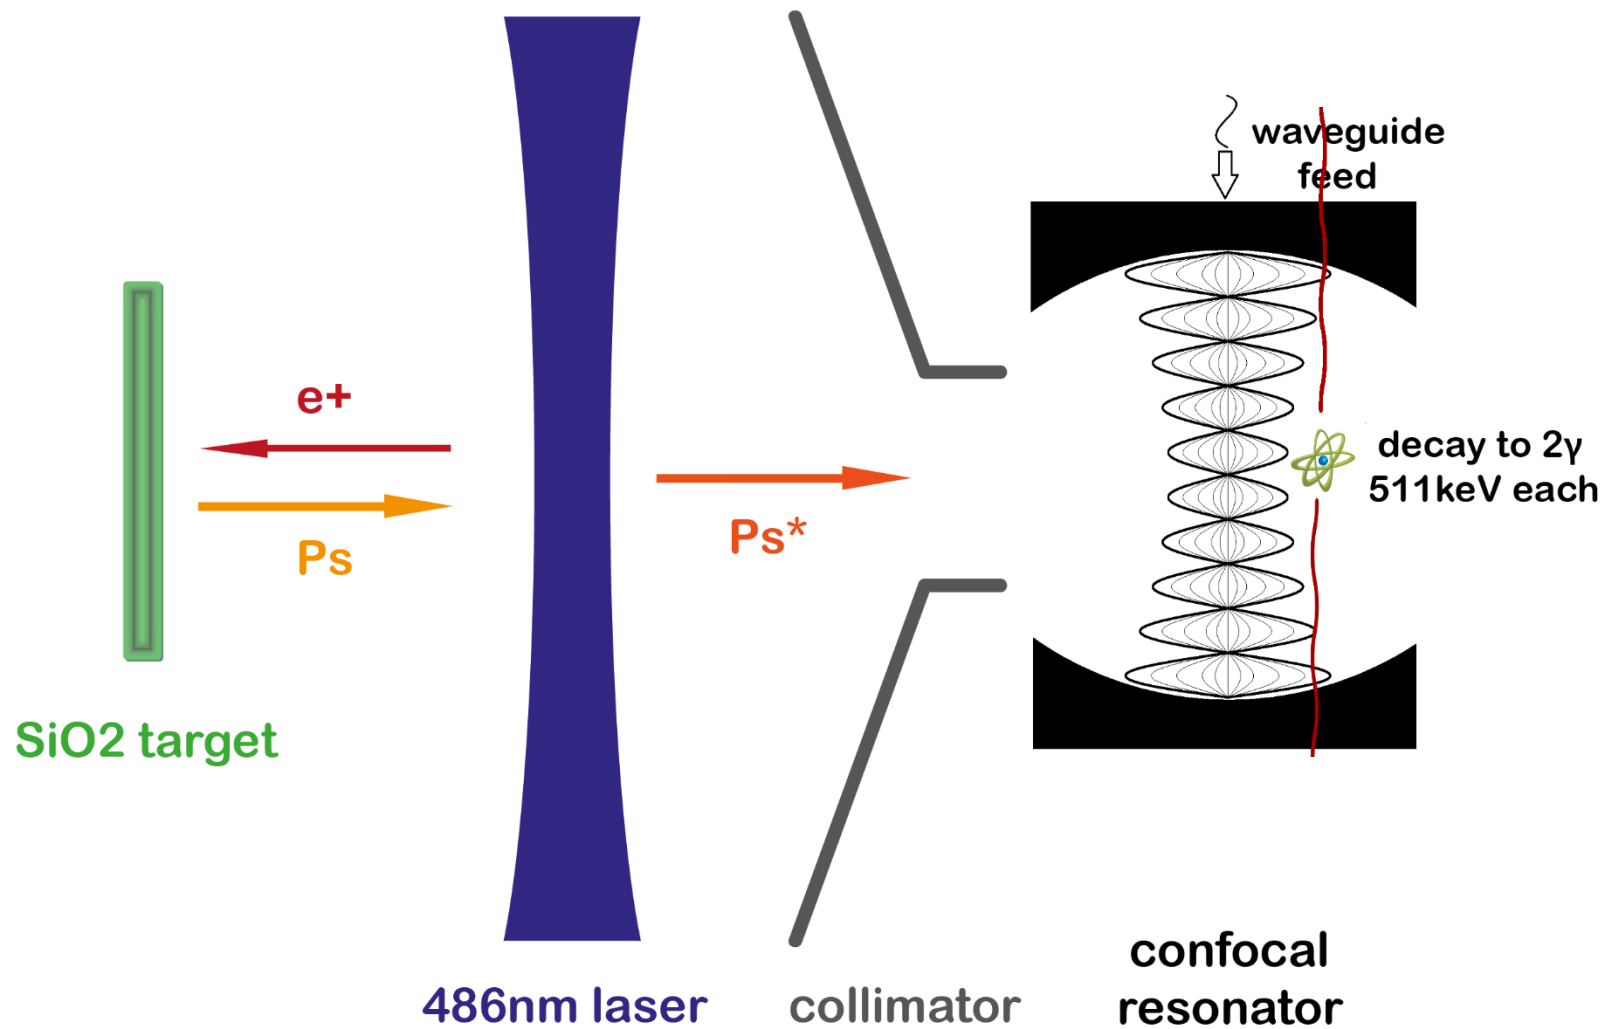 waveguide
feed
e+
Ps
Ps*
decay to 2γ
511keV each
SiO2 target
486nm laser
collimator
confocal
resonator